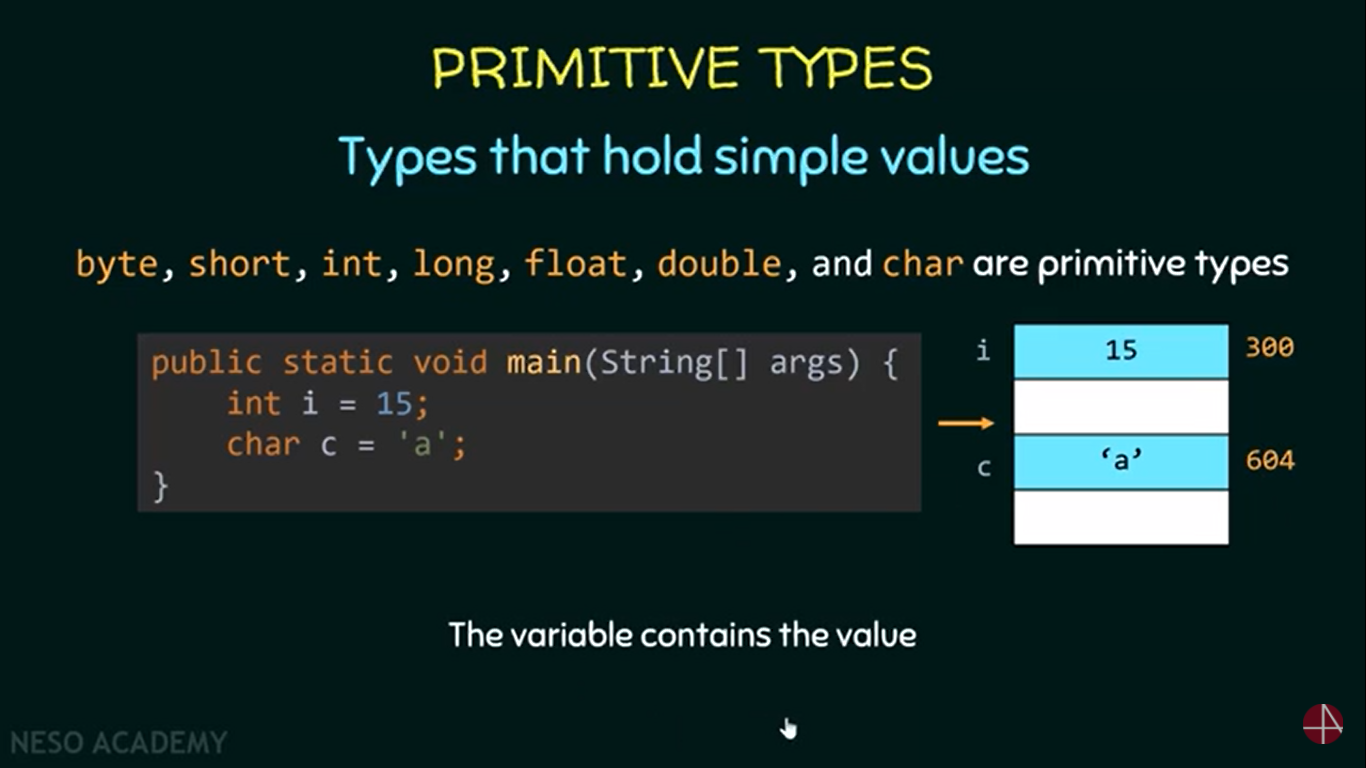 PRIMITIVE TYPES
Types that hold simple values
byte, short, int, long, float, double, and char are primitive types
public static void main(String[] args) {
int i = 15;
char c = 'a';
}
i 15 300
c ‘a’ 604
The variable contains the value
NESO ACADEMY